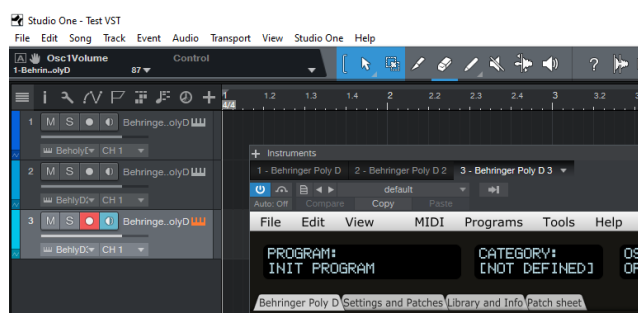 Studio One - Test VST
File Edit Song Track Event Audio Transport View Studio One Help
A Osc1Volume Control
1-Behrin..olyD 87
?
i
1 1.2 1.3 1.4 2 2.2 2.3 2.4 3 3.2
4/4
1 M S Behringe..olyD
BeholyD CH 1
2 M S Behringe..olyD
BehlyD: CH 1
3 M S Behringe..olyD
BehlyD: CH 1
+ Instruments
1 - Behringer Poly D 2 - Behringer Poly D 2 3 - Behringer Poly D 3
default
Auto: Off Compare Copy Paste
File Edit View MIDI Programs Tools Help
PROGRAM: CATEGORY:
INIT PROGRAM [NOT DEFINED]
Behringer Poly D Settings and Patches Library and Info Patch sheet